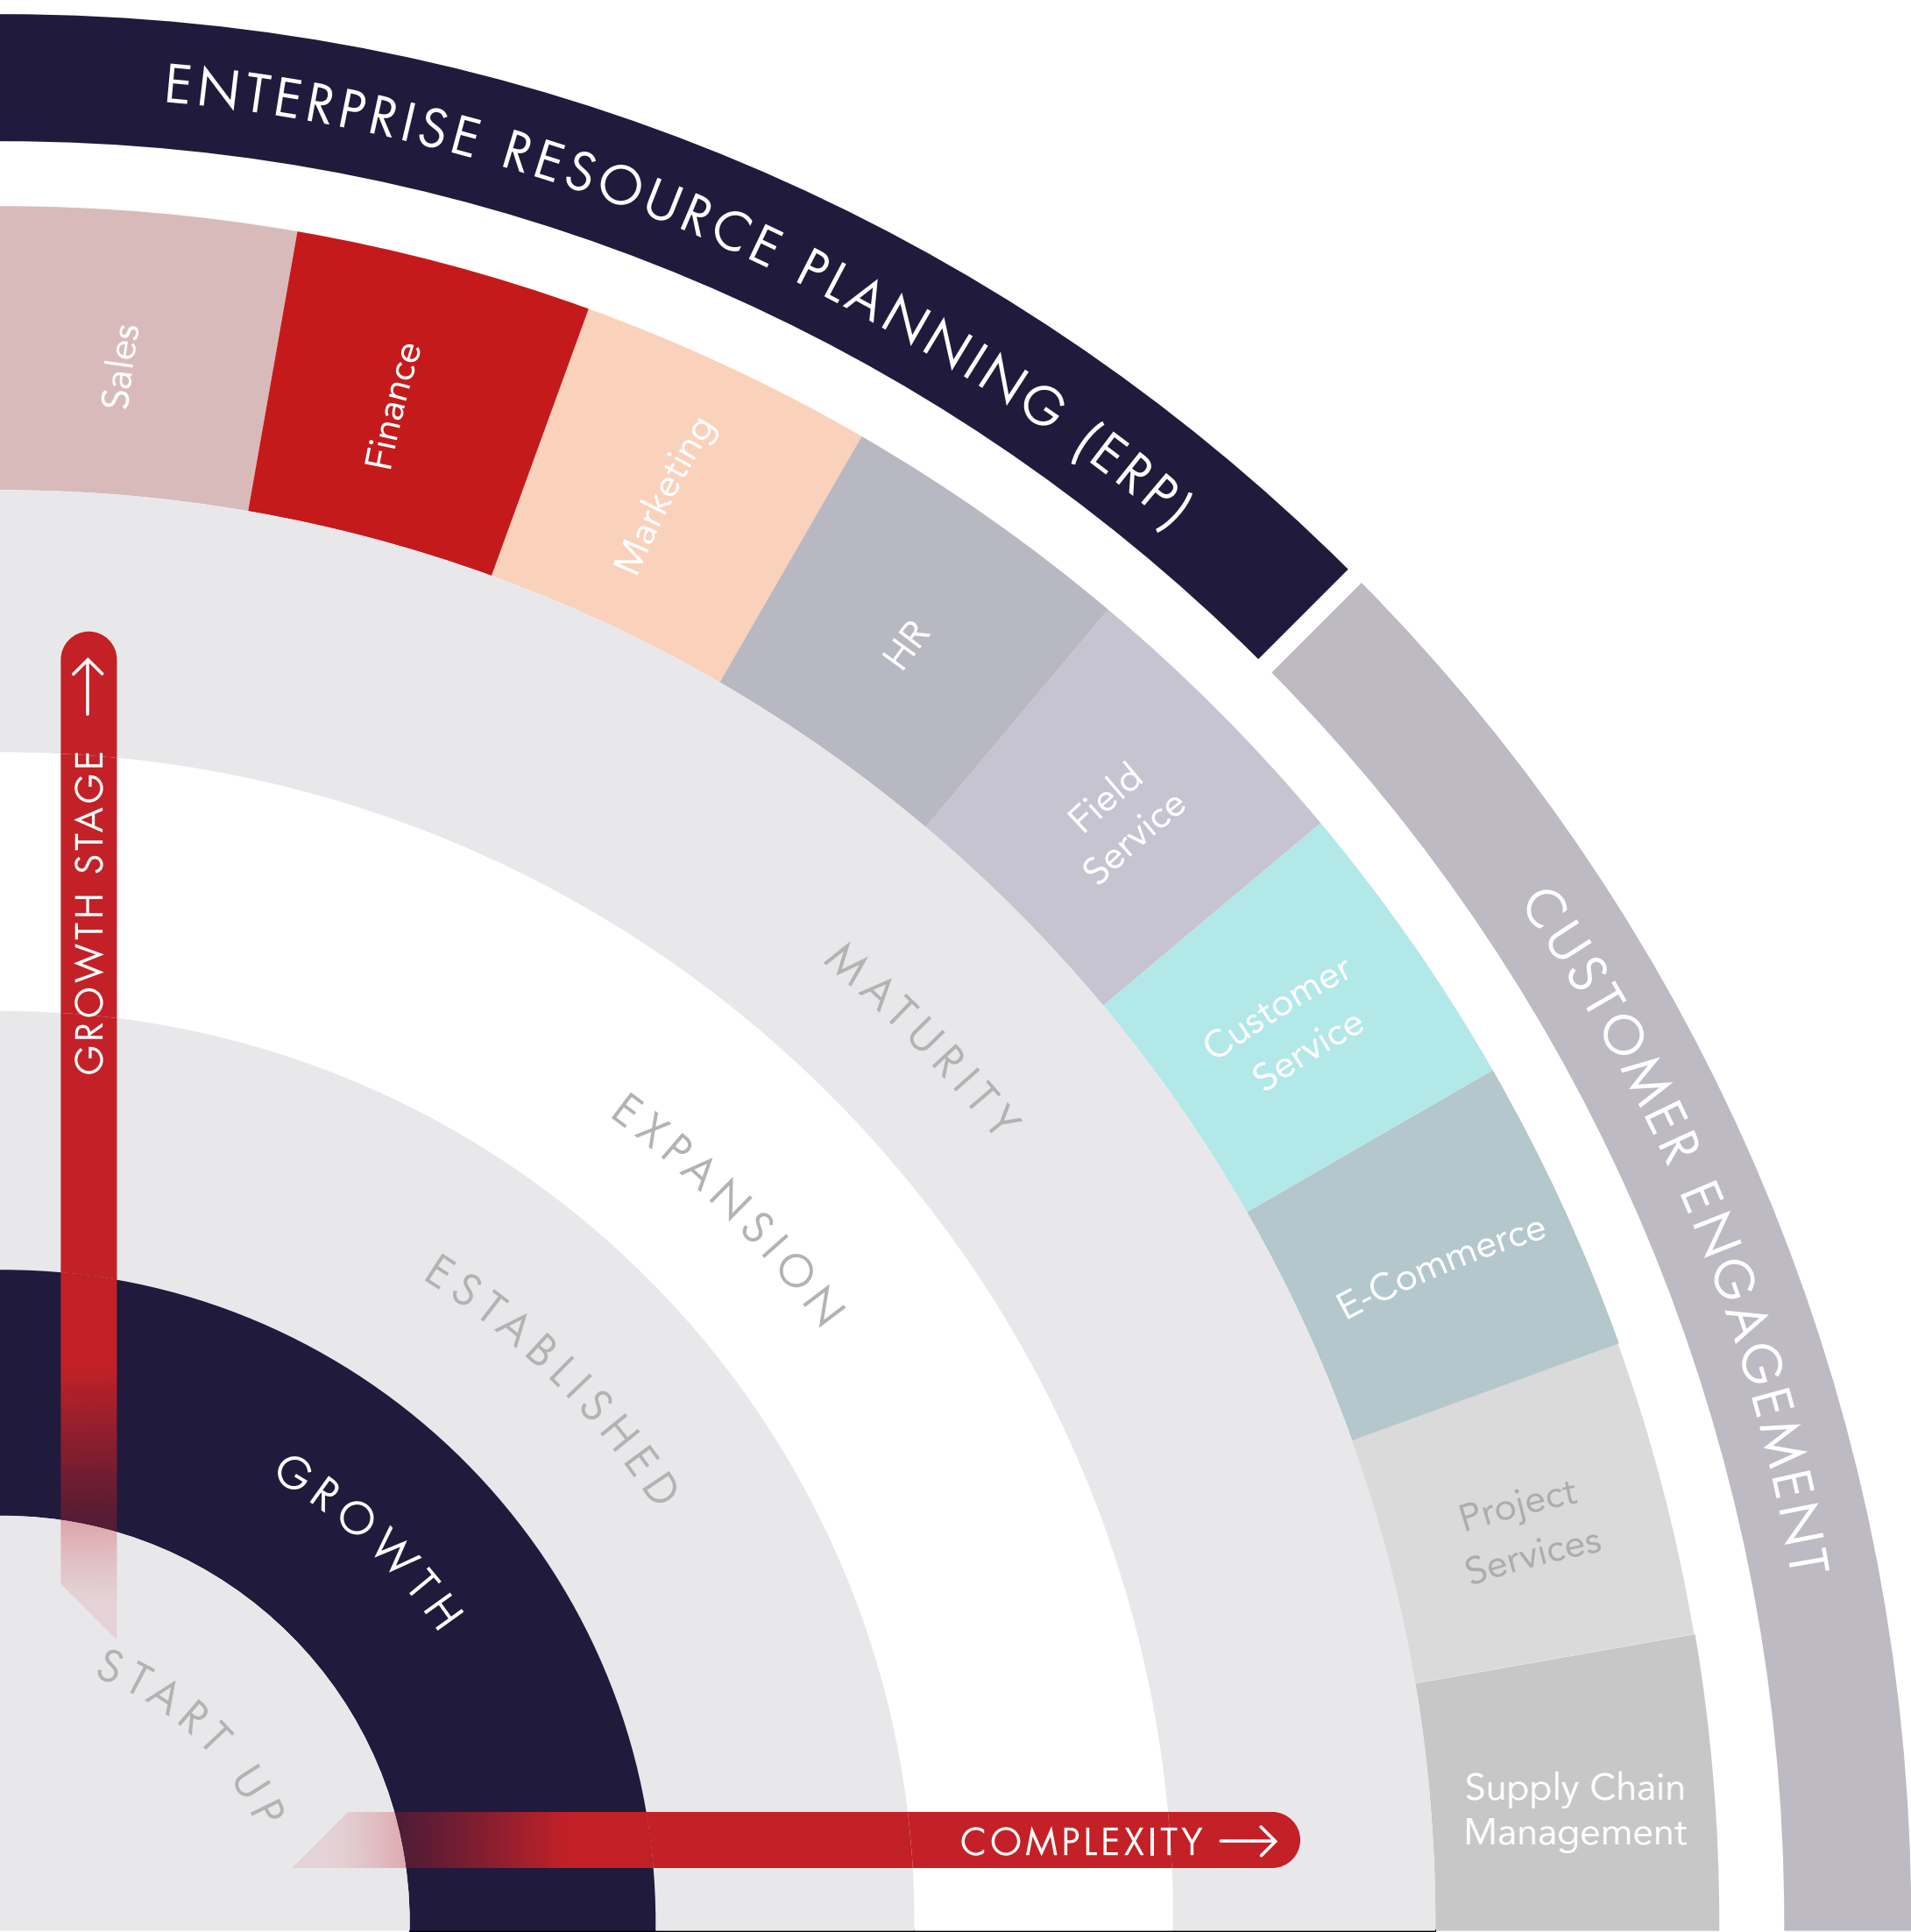 ENTERPRISE RESOURCE PLANNING (ERP)
CUSTOMER ENGAGEMENT
Sales
Finance
Marketing
HR
Field
Service
Customer
Service
E-Commerce
Project
Services
Supply Chain
Management
MATURITY
EXPANSION
ESTABLISHED
GROWTH
START UP
GROWTH STAGE
COMPLEXITY